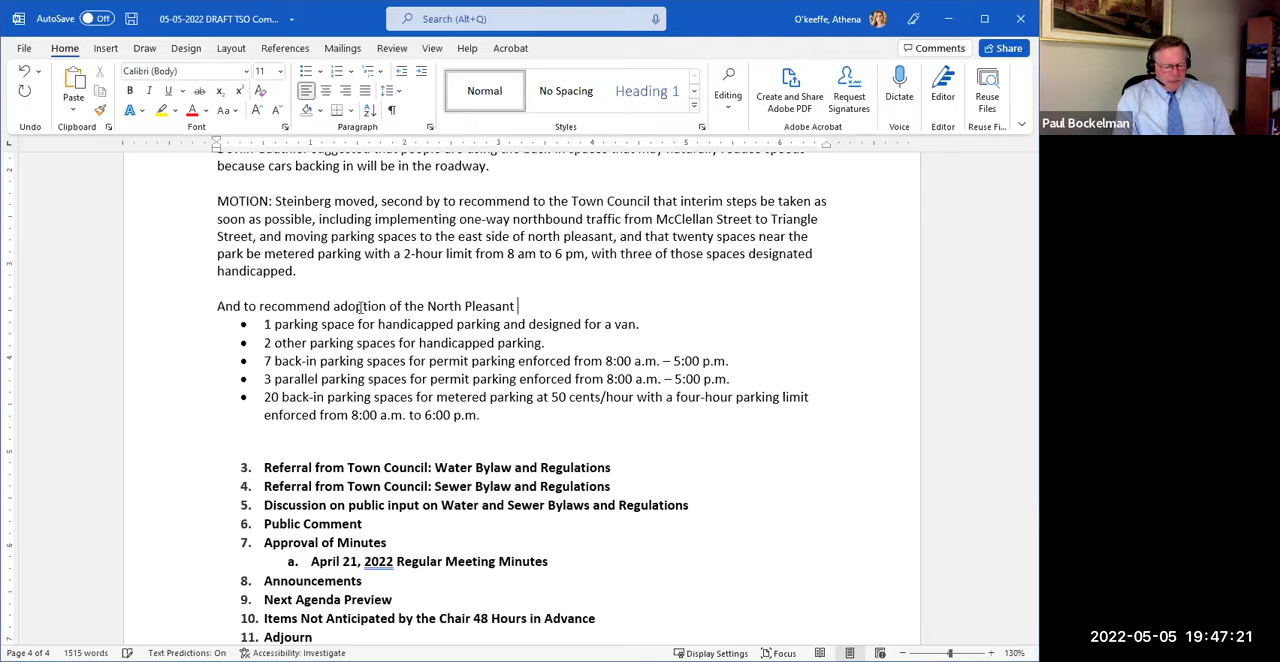 AutoSave Off 05-05-2022 DRAFT TSO Com... Search (Alt+Q) O'keeffe, Athena
File Home Insert Draw Design Layout References Mailings Review View Help Acrobat Comments Share
Calibri (Body) 11
Paste Normal No Spacing Heading 1 Editing Create and Share Adobe PDF Request Signatures Dictate Editor Reuse Files
Undo Clipboard Font Paragraph Styles Adobe Acrobat Voice Editor Reuse Fi...
Paul Bockelman
because cars backing in will be in the roadway.
MOTION: Steinberg moved, second by to recommend to the Town Council that interim steps be taken as
soon as possible, including implementing one-way northbound traffic from McClellan Street to Triangle
Street, and moving parking spaces to the east side of north pleasant, and that twenty spaces near the
park be metered parking with a 2-hour limit from 8 am to 6 pm, with three of those spaces designated
handicapped.
And to recommend adoption of the North Pleasant
• 1 parking space for handicapped parking and designed for a van.
• 2 other parking spaces for handicapped parking.
• 7 back-in parking spaces for permit parking enforced from 8:00 a.m. – 5:00 p.m.
• 3 parallel parking spaces for permit parking enforced from 8:00 a.m. – 5:00 p.m.
• 20 back-in parking spaces for metered parking at 50 cents/hour with a four-hour parking limit
enforced from 8:00 a.m. to 6:00 p.m.
3. Referral from Town Council: Water Bylaw and Regulations
4. Referral from Town Council: Sewer Bylaw and Regulations
5. Discussion on public input on Water and Sewer Bylaws and Regulations
6. Public Comment
7. Approval of Minutes
a. April 21, 2022 Regular Meeting Minutes
8. Announcements
9. Next Agenda Preview
10. Items Not Anticipated by the Chair 48 Hours in Advance
11. Adjourn
2022-05-05 19:47:21
Page 4 of 4 1515 words Text Predictions: On Accessibility: Investigate Display Settings Focus 130%